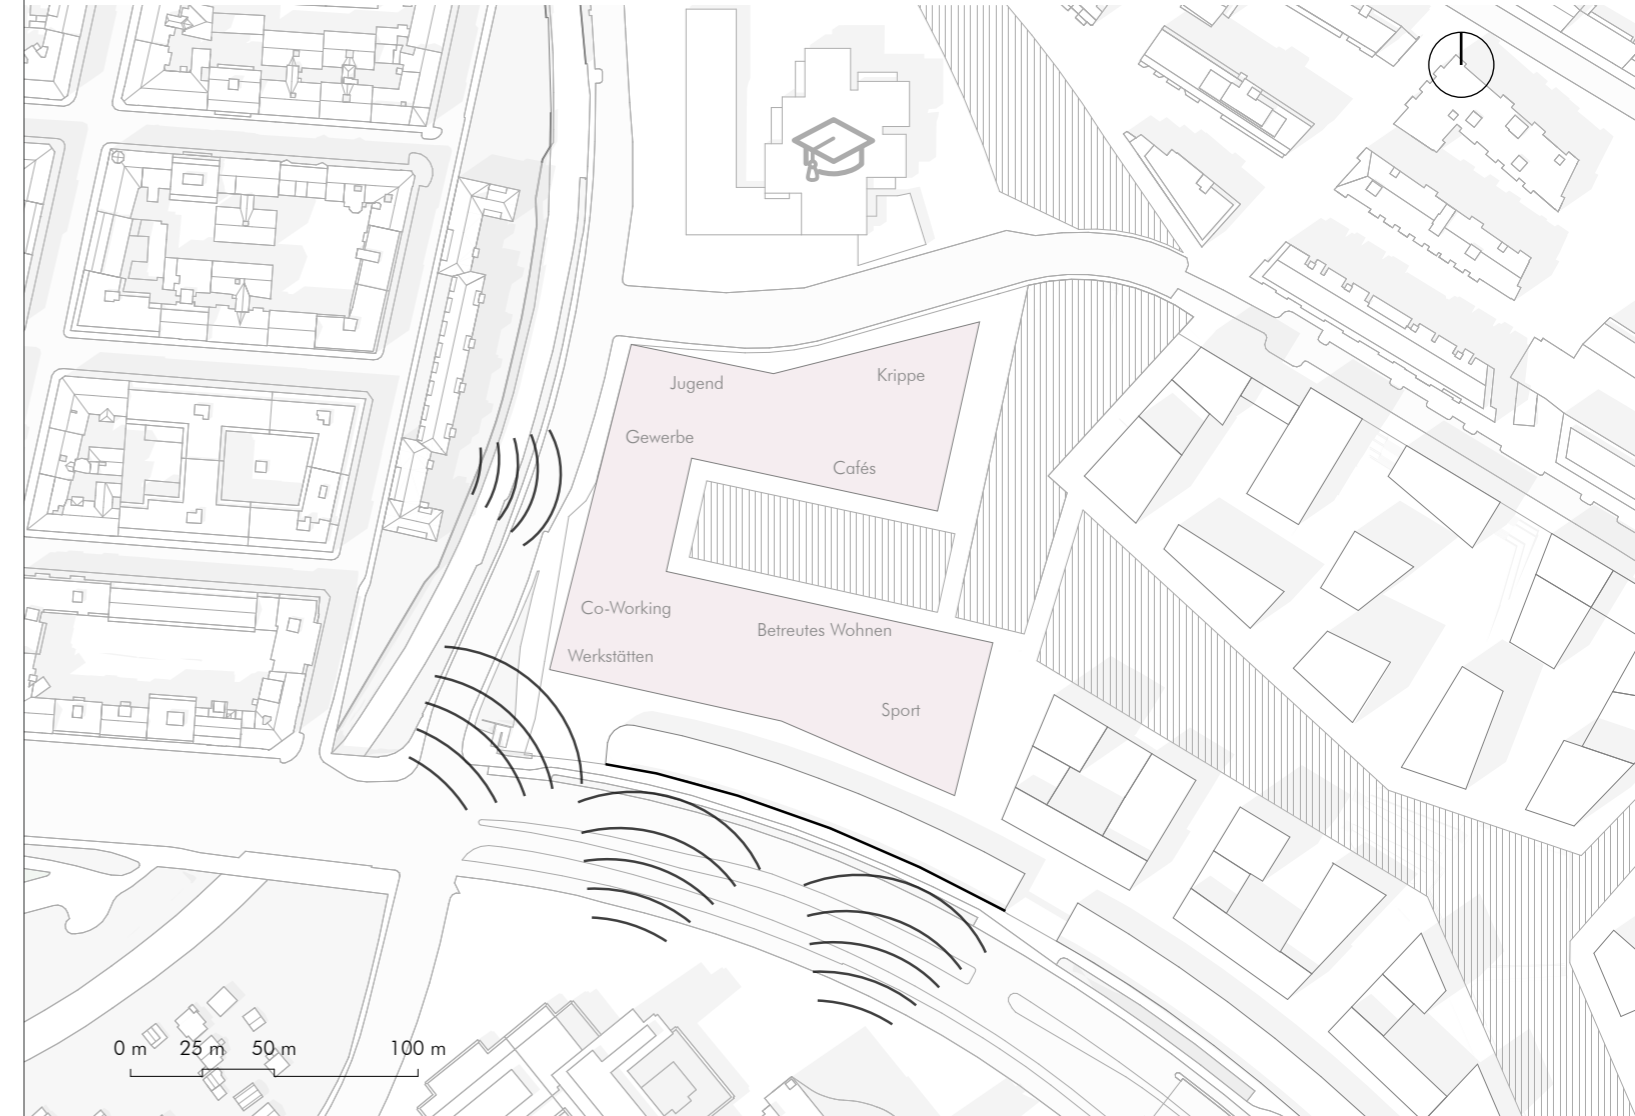 Krippe
Jugend
Gewerbe
Cafés
Co-Working
Betreutes Wohnen
Werkstätten
Sport
0 m 25 m 50 m 100 m